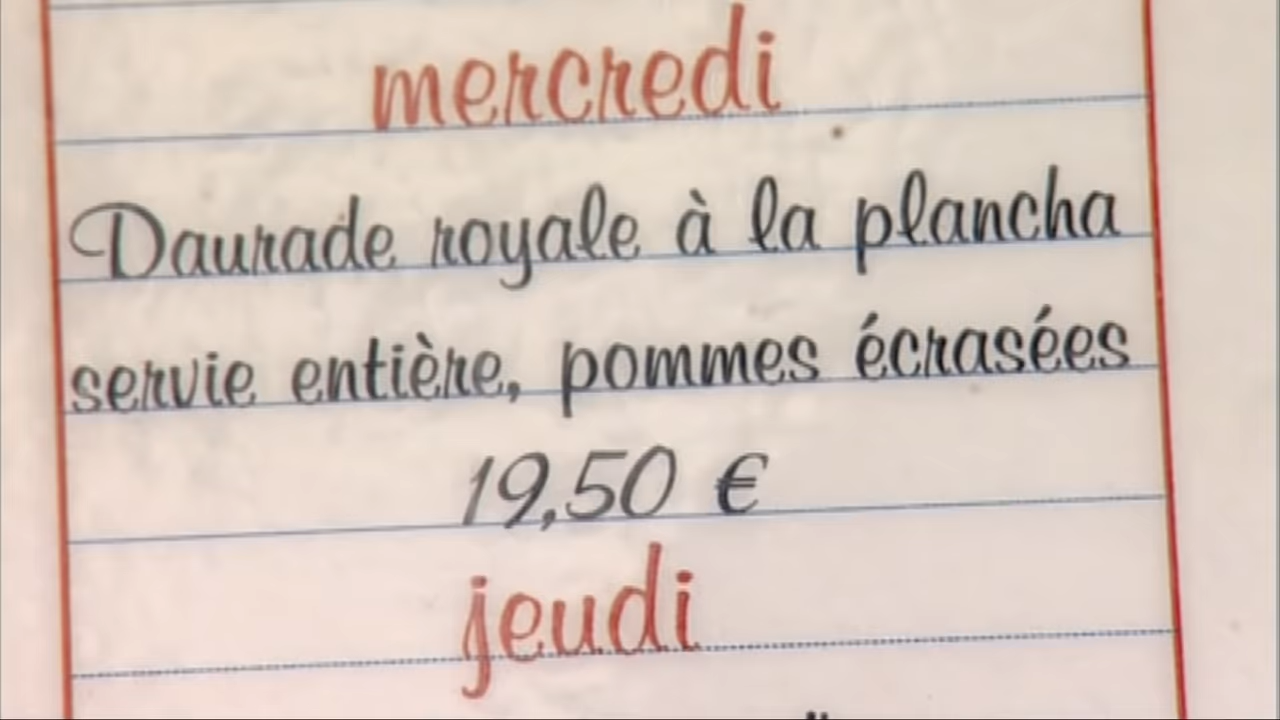 mercredi
Daurade royale à la plancha
servie entière, pommes écrasées
19,50 €
jeudi